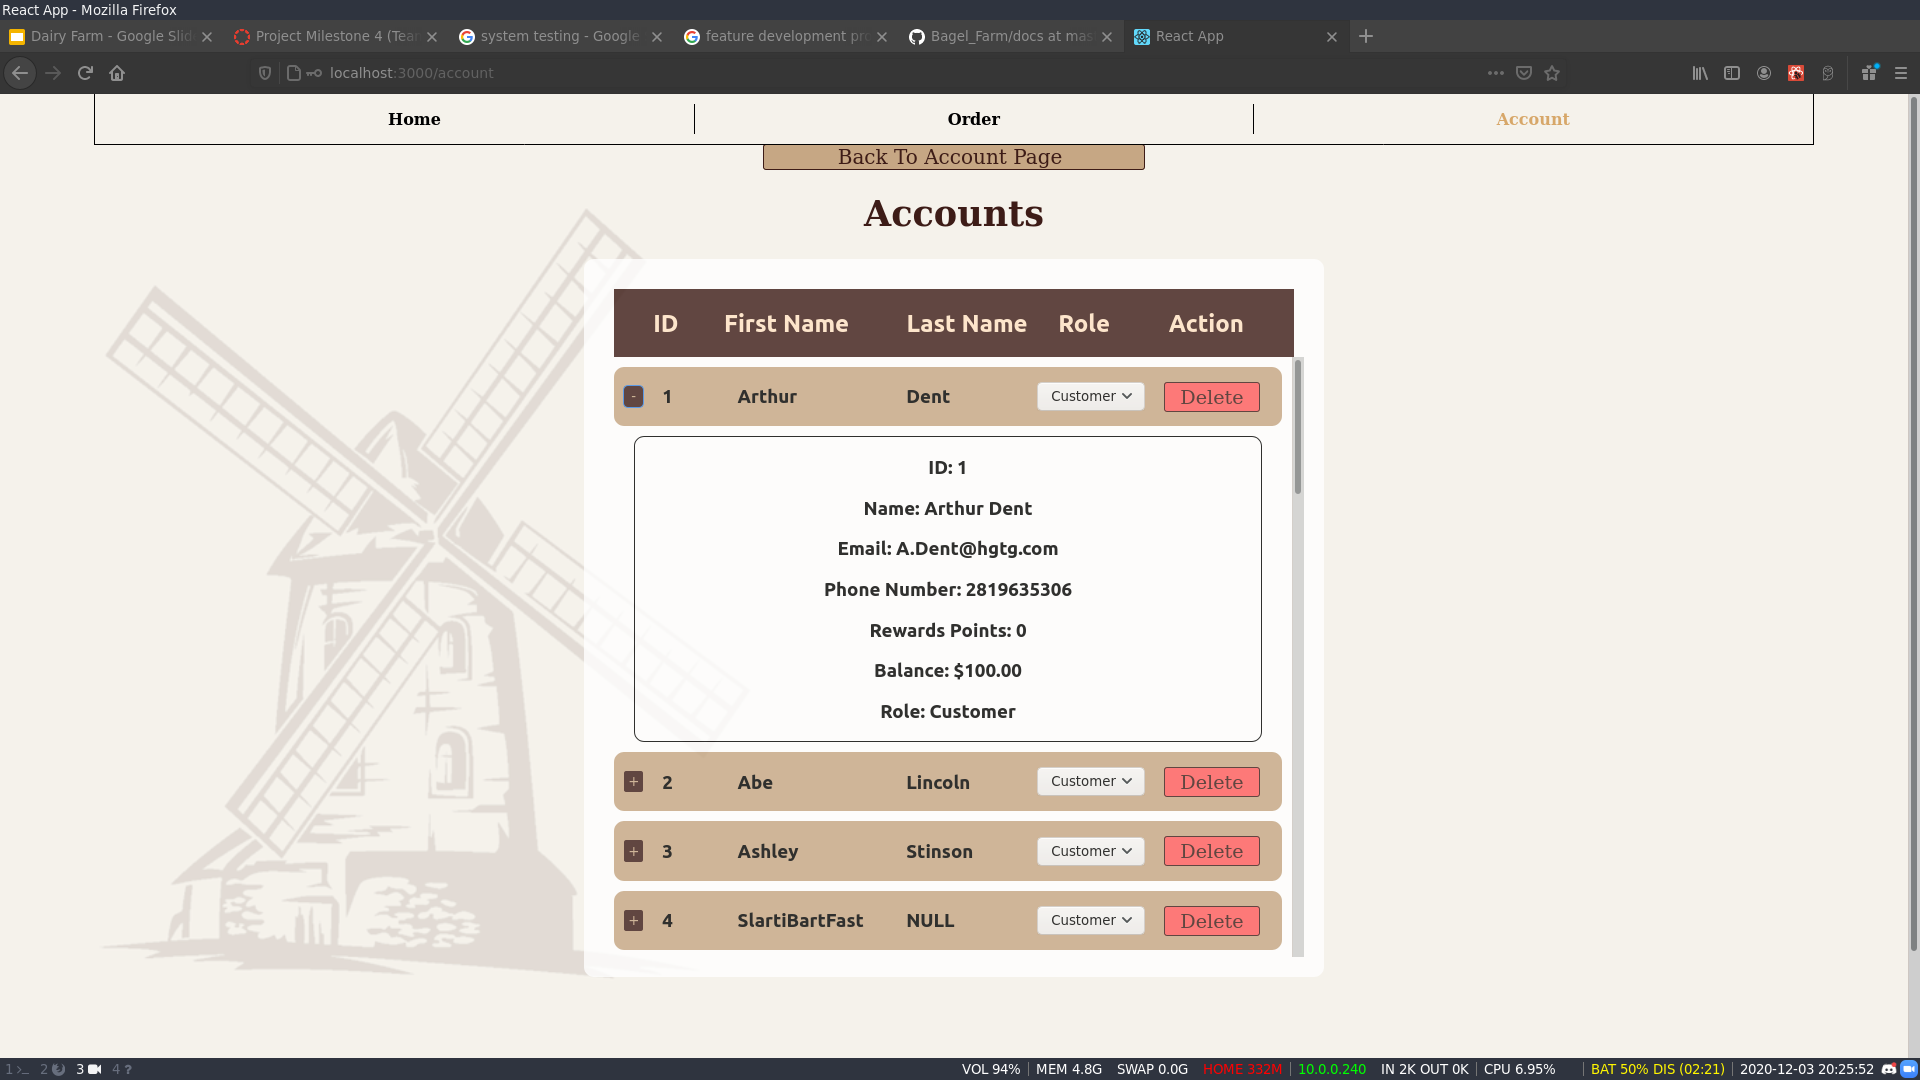 React App - Mozilla Firefox
Dairy Farm - Google Slid
Project Milestone 4 (Tea
system testing - Google
feature development pr
Bagel_Farm/docs at mas
React App
localhost:3000/account
Home
Order
Account
Back To Account Page
Accounts
ID First Name Last Name Role Action
- 1 Arthur Dent Customer Delete
ID: 1
Name: Arthur Dent
Email: A.Dent@hgtg.com
Phone Number: 2819635306
Rewards Points: 0
Balance: $100.00
Role: Customer
+ 2 Abe Lincoln Customer Delete
+ 3 Ashley Stinson Customer Delete
+ 4 SlartiBartFast NULL Customer Delete
1 >_ 2 3 4 ? VOL 94% MEM 4.8G SWAP 0.0G HOME 332M 10.0.0.240 IN 2K OUT 0K CPU 6.95% BAT 50% DIS (02:21) 2020-12-03 20:25:52